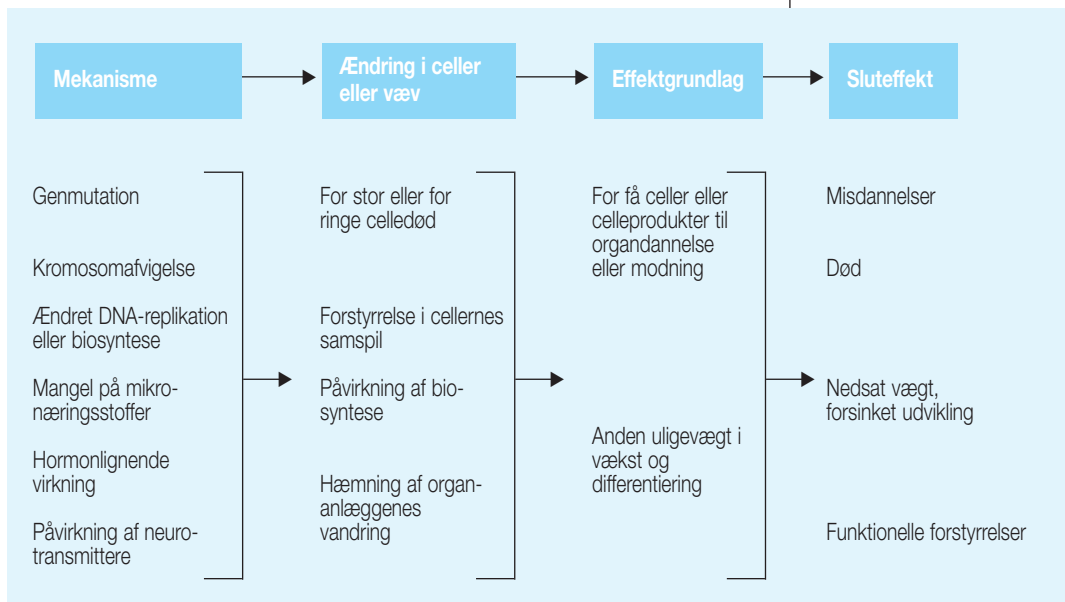 Mekanisme
Ændring i celler
eller væv
Effektgrundlag
Sluteffekt
Genmutation
Kromosomafvigelse
Ændret DNA-replikation
eller biosyntese
Mangel på mikro-
næringsstoffer
Hormonlignende
virkning
Påvirkning af neuro-
transmittere
For stor eller for
ringe celledød
Forstyrrelse i cellernes
samspil
Påvirkning af bio-
syntese
Hæmning af organ-
anlæggenes
vandring
For få celler eller
celleprodukter til
organdannelse
eller modning
Anden uligevægt i
vækst og
differentiering
Misdannelser
Død
Nedsat vægt,
forsinket udvikling
Funktionelle forstyrrelser